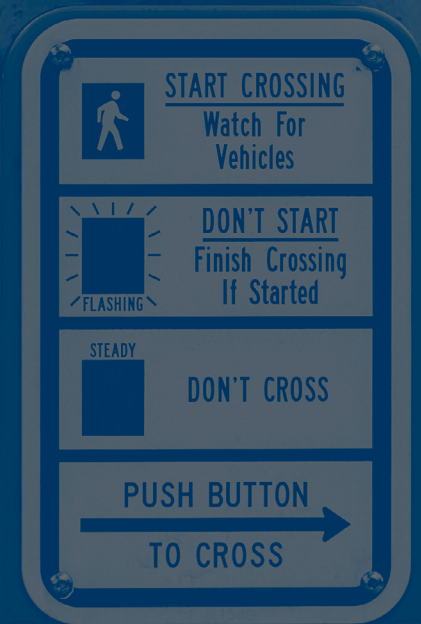 START CROSSING
Watch For
Vehicles
DON'T START
Finish Crossing
If Started
FLASHING
STEADY
DON'T CROSS
PUSH BUTTON
TO CROSS